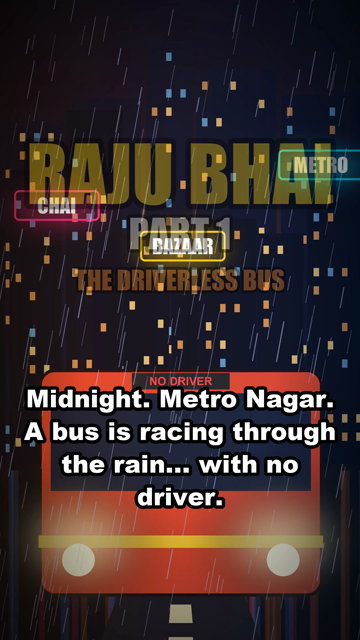 RAJU BHAI
METRO
CHAI
PART 1
BAZAAR
THE DRIVERLESS BUS
NO DRIVER
Midnight. Metro Nagar.
A bus is racing through
the rain... with no
driver.